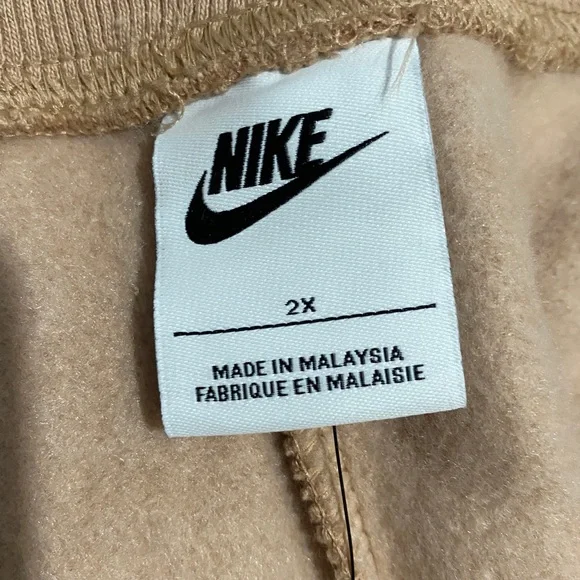 NIKE
2X
MADE IN MALAYSIA
FABRIQUE EN MALAISIE